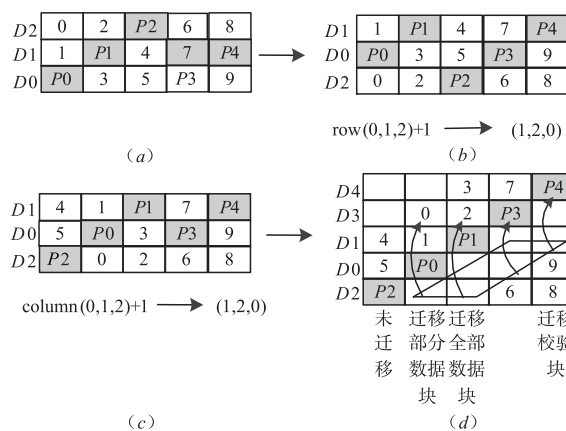 D2 0 2 P2 6 8
D1 1 P1 4 7 P4
D0 P0 3 5 P3 9
(a)
D1 1 P1 4 7 P4
D0 P0 3 5 P3 9
D2 0 2 P2 6 8
row(0,1,2)+1 (1,2,0)
(b)
D1 4 1 P1 7 P4
D0 5 P0 3 P3 9
D2 P2 0 2 6 8
column(0,1,2)+1 (1,2,0)
(c)
D4 3 7 P4
D3 0 2 P3
D1 4 1 P1
D0 5 P0 9
D2 P2 6 8
未迁移
迁移部分数据块
迁移全部数据块
迁移校验块
(d)